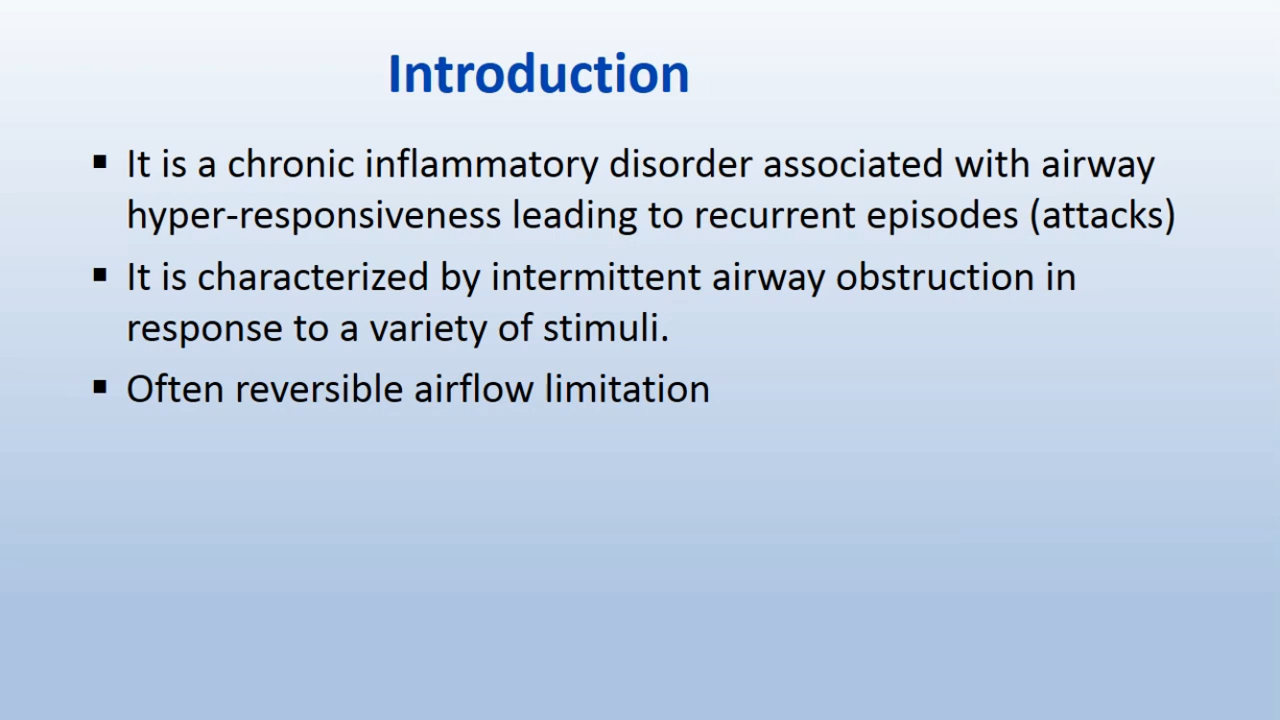 Introduction
▪ It is a chronic inflammatory disorder associated with airway
hyper-responsiveness leading to recurrent episodes (attacks)
▪ It is characterized by intermittent airway obstruction in
response to a variety of stimuli.
▪ Often reversible airflow limitation